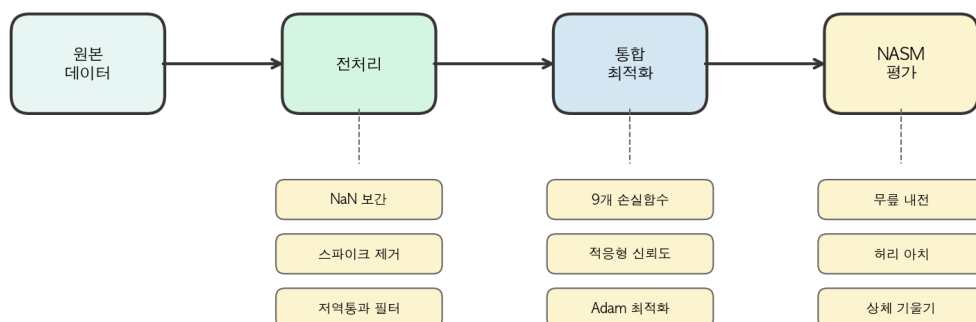 원본
데이터
전처리
통합
최적화
NASM
평가
NaN 보간
9개 손실함수
무릎 내전
스파이크 제거
적응형 신뢰도
허리 아치
저역통과 필터
Adam 최적화
상체 기울기